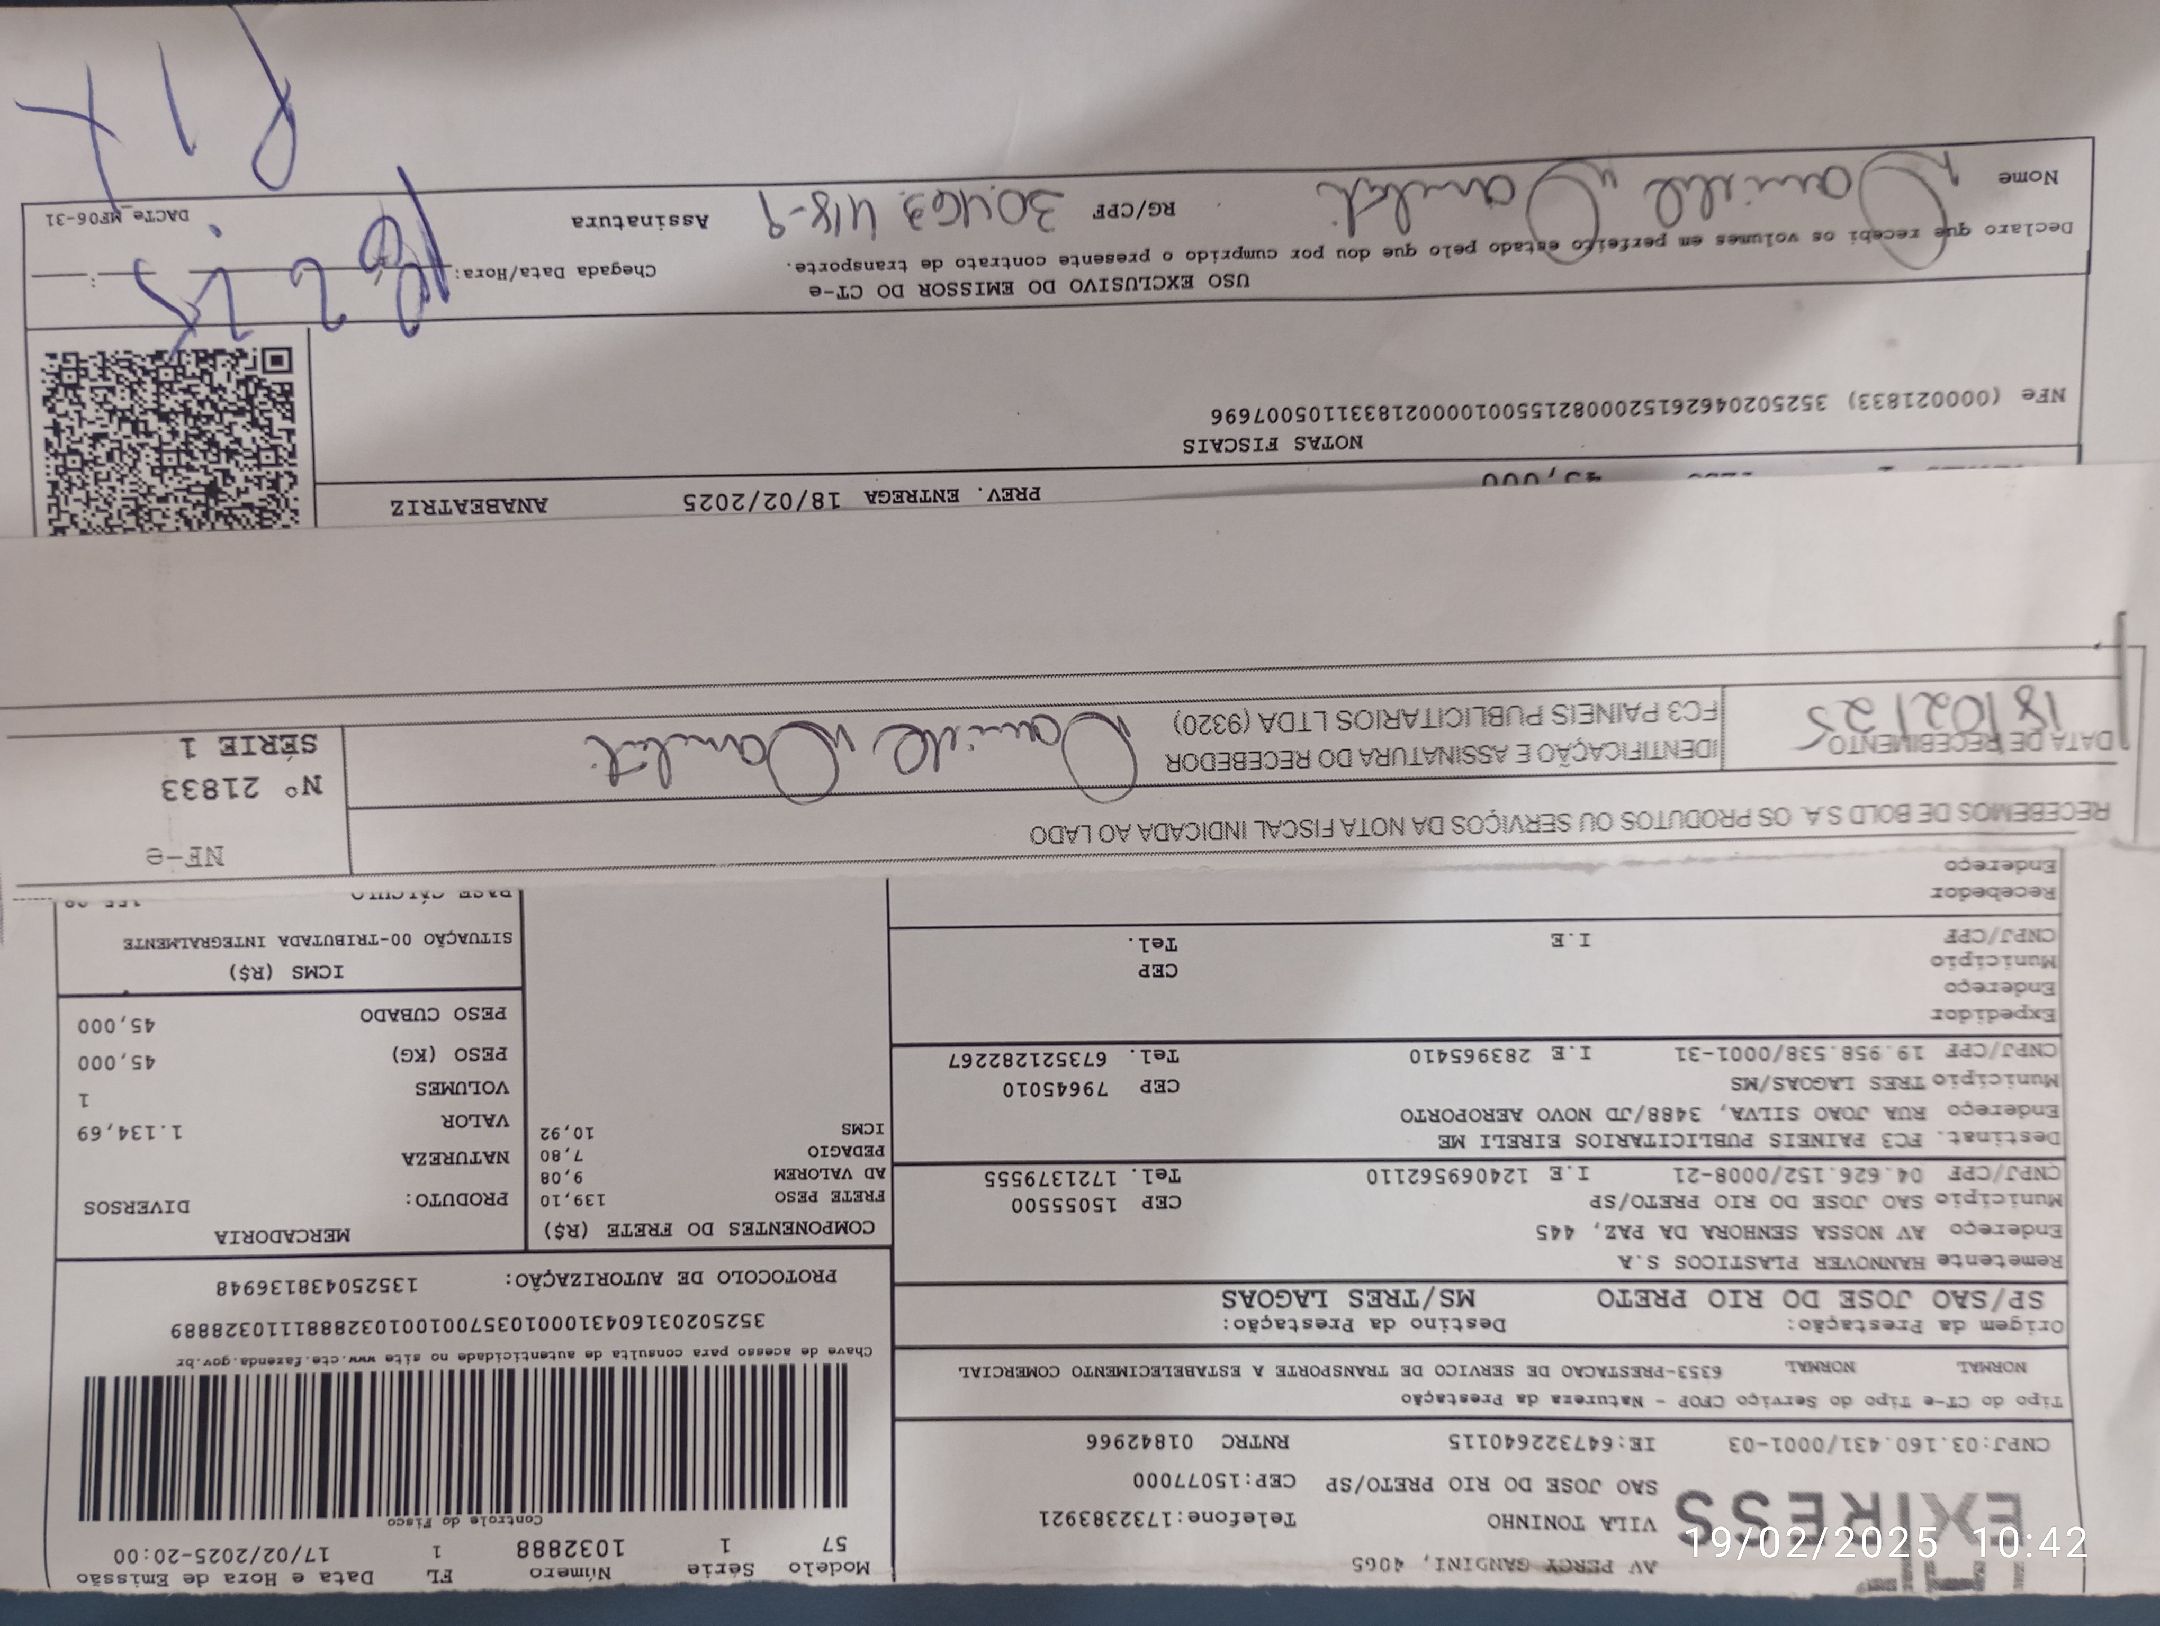 AV PERCY GANDINI, 4065
VILA TONINHO Telefone:1732383921
SAO JOSE DO RIO PRETO/SP CEP:15077000
EXPRESS
CNPJ:03.160.431/0001-03 IE:647322640115 RNTRC 01842966
Modelo Série Número FL Data e Hora de Emissão
57 1 1032888 1 17/02/2025-20:00
Controle do Fisco
Chave de acesso para consulta de autenticidade no site www.cte.fazenda.gov.br
352502031604310001035700100103288811110328889
PROTOCOLO DE AUTORIZAÇÃO: 135250438136948
Tipo do CT-e Tipo do Serviço CFOP - Natureza da Prestação
NORMAL NORMAL 6353-PRESTACAO DE SERVICO DE TRANSPORTE A ESTABELECIMENTO COMERCIAL
Origem da Prestação: Destino da Prestação:
SP/SAO JOSE DO RIO PRETO MS/TRES LAGOAS
Remetente HANNOVER PLASTICOS S.A
Endereço AV NOSSA SENHORA DA PAZ, 445
Município SAO JOSE DO RIO PRETO/SP CEP 15055500
CNPJ/CPF 04.626.152/0008-21 I.E 124069562110 Tel. 1721379555
Destinat. FC3 PAINEIS PUBLICITARIOS EIRELI ME
Endereço RUA JOAO SILVA, 3488/JD NOVO AEROPORTO
Município TRES LAGOAS/MS CEP 79645010
CNPJ/CPF 19.958.538/0001-31 I.E 283965410 Tel. 673521282267
Expedidor
Endereço
Município CEP
CNPJ/CPF I.E Tel.
Recebedor
Endereço
COMPONENTES DO FRETE (R$)
FRETE PESO 139,10
AD VALOREM 9,08
PEDAGIO 7,80
ICMS 10,92
MERCADORIA
PRODUTO: DIVERSOS
NATUREZA
VALOR 1.134,69
VOLUMES 1
PESO (KG) 45,000
PESO CUBADO 45,000
ICMS (R$)
SITUAÇÃO 00-TRIBUTADA INTEGRALMENTE
BASE CÁLCULO
RECEBEMOS DE BOLD S.A. OS PRODUTOS OU SERVIÇOS DA NOTA FISCAL INDICADA AO LADO
NF-e
Nº 21833
SÉRIE 1
DATA DE RECEBIMENTO
18/02/25
IDENTIFICAÇÃO E ASSINATURA DO RECEBEDOR
FC3 PAINEIS PUBLICITARIOS LTDA (9320)
45,000
PREV. ENTREGA 18/02/2025 ANABEATRIZ
NOTAS FISCAIS
NFe (000021833) 35250204626152000821550010000218331105007696
USO EXCLUSIVO DO EMISSOR DO CT-e
Declaro que recebi os volumes em perfeito estado pelo que dou por cumprido o presente contrato de transporte.
Chegada Data/Hora: :
Nome RG/CPF 30.463.418-9 Assinatura
DACTe_MF06-31
PIX
19/02/2025 10:42